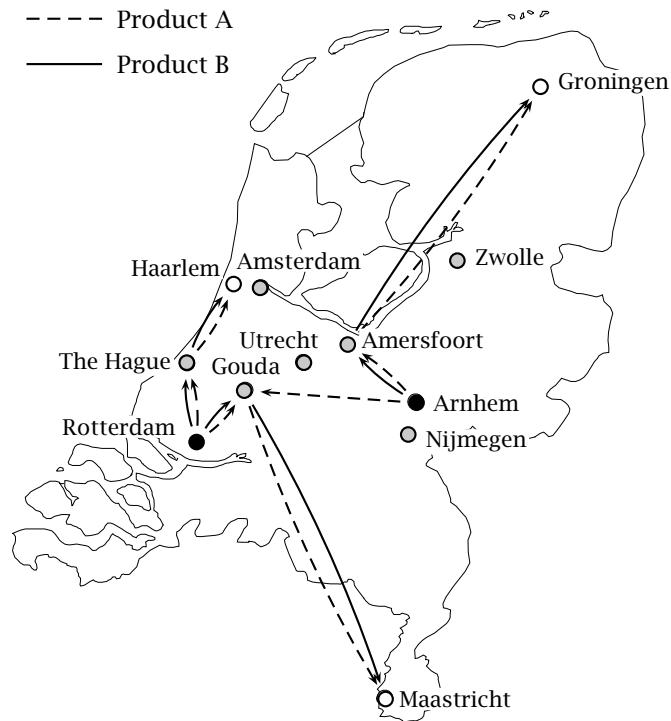 Product A
Product B
Groningen
Zwolle
Haarlem
Amsterdam
Utrecht
Amersfoort
The Hague
Gouda
Arnhem
Rotterdam
Nijmegen
Maastricht